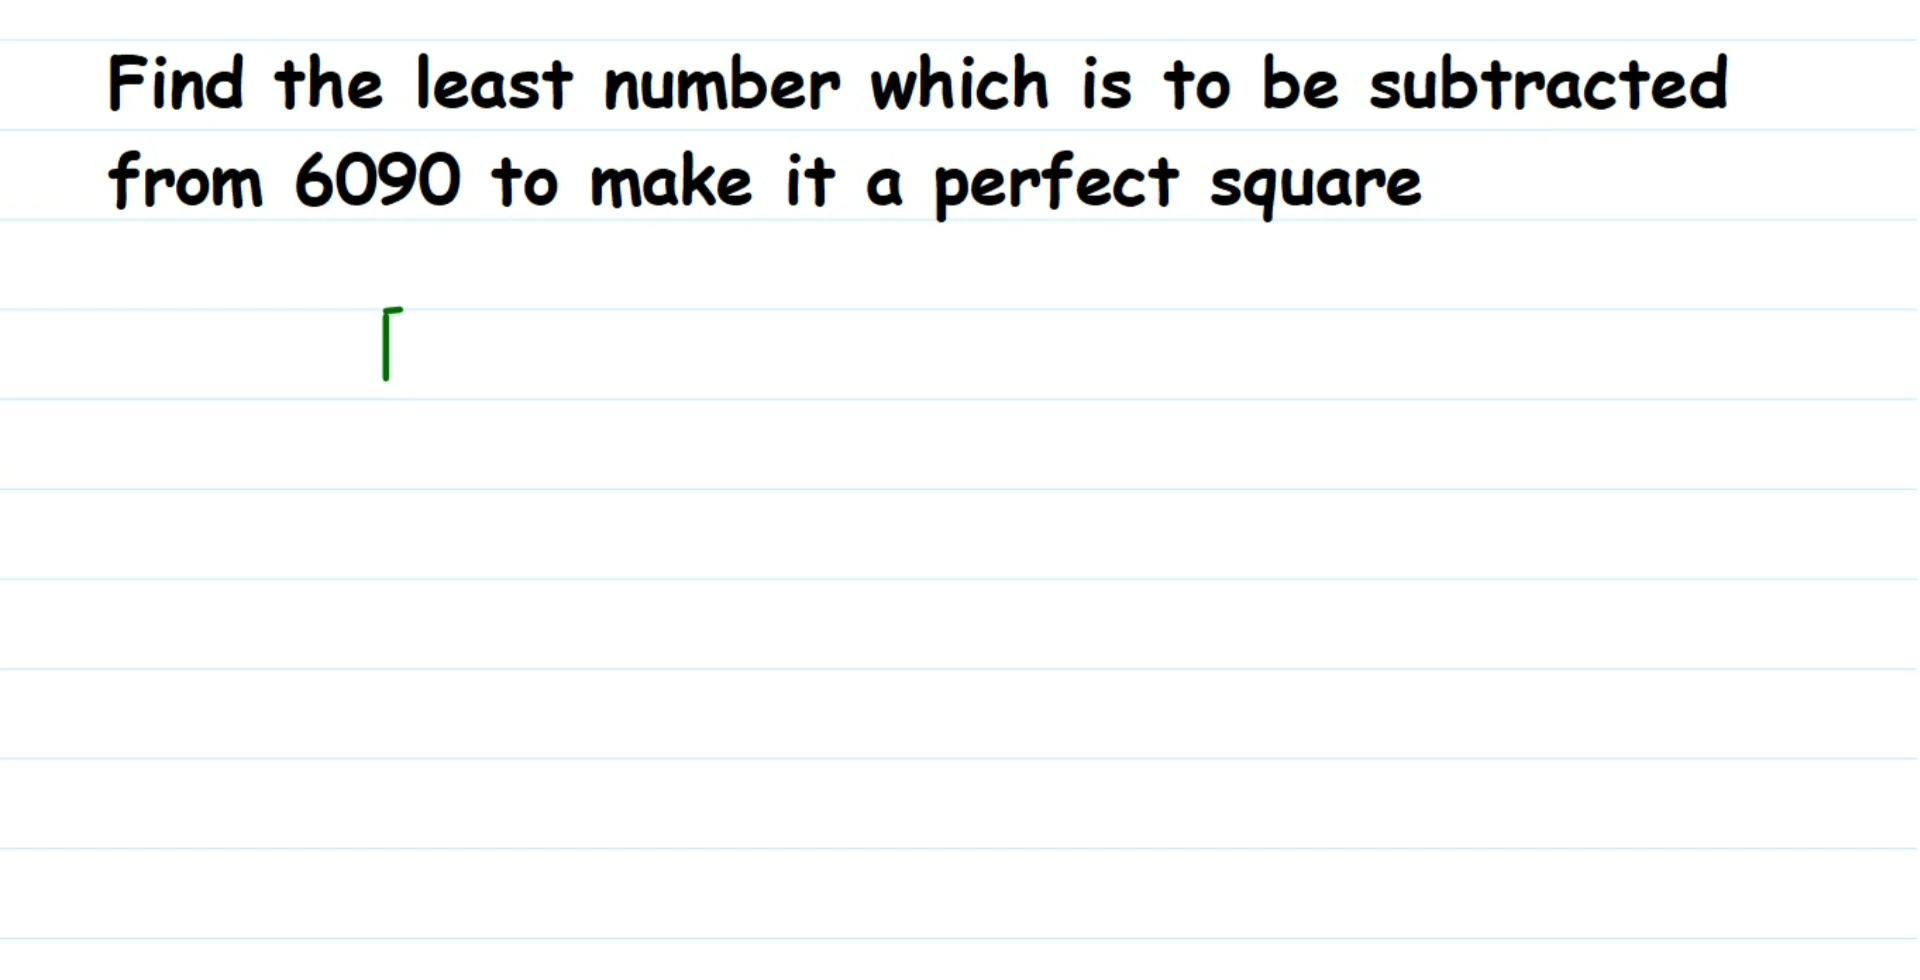 Find the least number which is to be subtracted
from 6090 to make it a perfect square